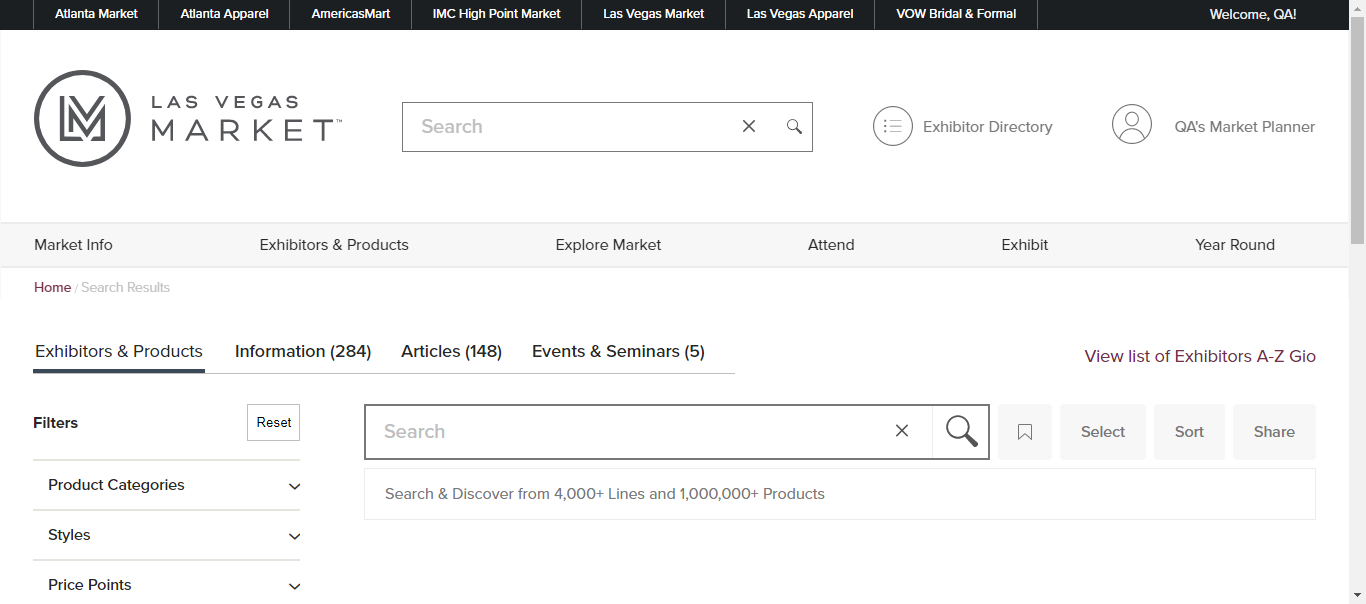 Atlanta Market Atlanta Apparel AmericasMart IMC High Point Market Las Vegas Market Las Vegas Apparel VOW Bridal & Formal Welcome, QA!
LAS VEGAS
MARKET™
Search
Exhibitor Directory
QA's Market Planner
Market Info Exhibitors & Products Explore Market Attend Exhibit Year Round
Home / Search Results
Exhibitors & Products Information (284) Articles (148) Events & Seminars (5)
View list of Exhibitors A-Z Gio
Filters Reset
Search
Select Sort Share
Product Categories
Search & Discover from 4,000+ Lines and 1,000,000+ Products
Styles
Price Points